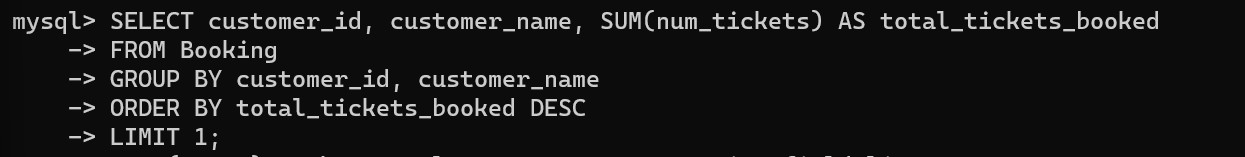 mysql> SELECT customer_id, customer_name, SUM(num_tickets) AS total_tickets_booked
    -> FROM Booking
    -> GROUP BY customer_id, customer_name
    -> ORDER BY total_tickets_booked DESC
    -> LIMIT 1;